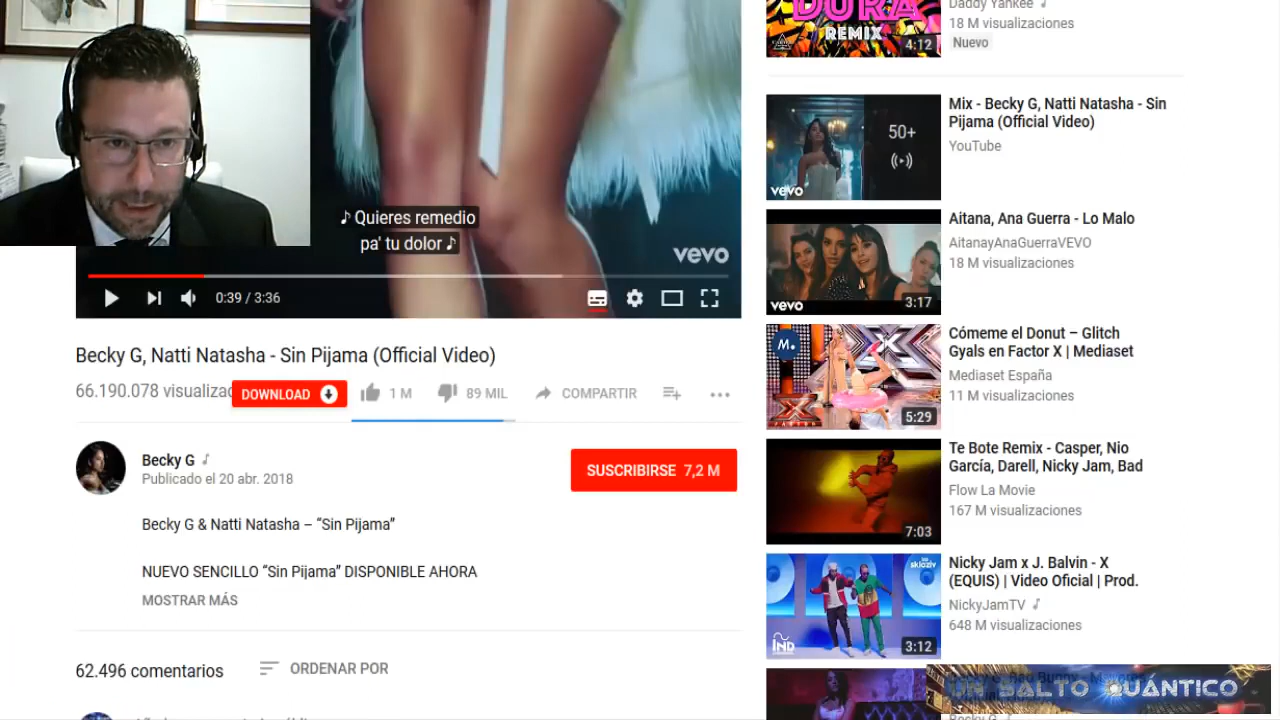 ♪ Quieres remedio
pa' tu dolor ♪
vevo
0:39 / 3:36
Becky G, Natti Natasha - Sin Pijama (Official Video)
66.190.078 visualizac
DOWNLOAD
1 M
89 MIL
COMPARTIR
Becky G
Publicado el 20 abr. 2018
SUSCRIBIRSE 7,2 M
Becky G & Natti Natasha – “Sin Pijama”
NUEVO SENCILLO “Sin Pijama” DISPONIBLE AHORA
MOSTRAR MÁS
62.496 comentarios
ORDENAR POR
DURA
REMIX
4:12
Daddy Yankee
18 M visualizaciones
Nuevo
50+
vevo
Mix - Becky G, Natti Natasha - Sin
Pijama (Official Video)
YouTube
vevo
3:17
Aitana, Ana Guerra - Lo Malo
AitanayAnaGuerraVEVO
18 M visualizaciones
M.
5:29
Cómeme el Donut – Glitch
Gyals en Factor X | Mediaset
Mediaset España
11 M visualizaciones
7:03
Te Bote Remix - Casper, Nio
García, Darell, Nicky Jam, Bad
Flow La Movie
167 M visualizaciones
IND
3:12
Nicky Jam x J. Balvin - X
(EQUIS) | Video Oficial | Prod.
NickyJamTV
648 M visualizaciones
UN SALTO QUÁNTICO
Becky G